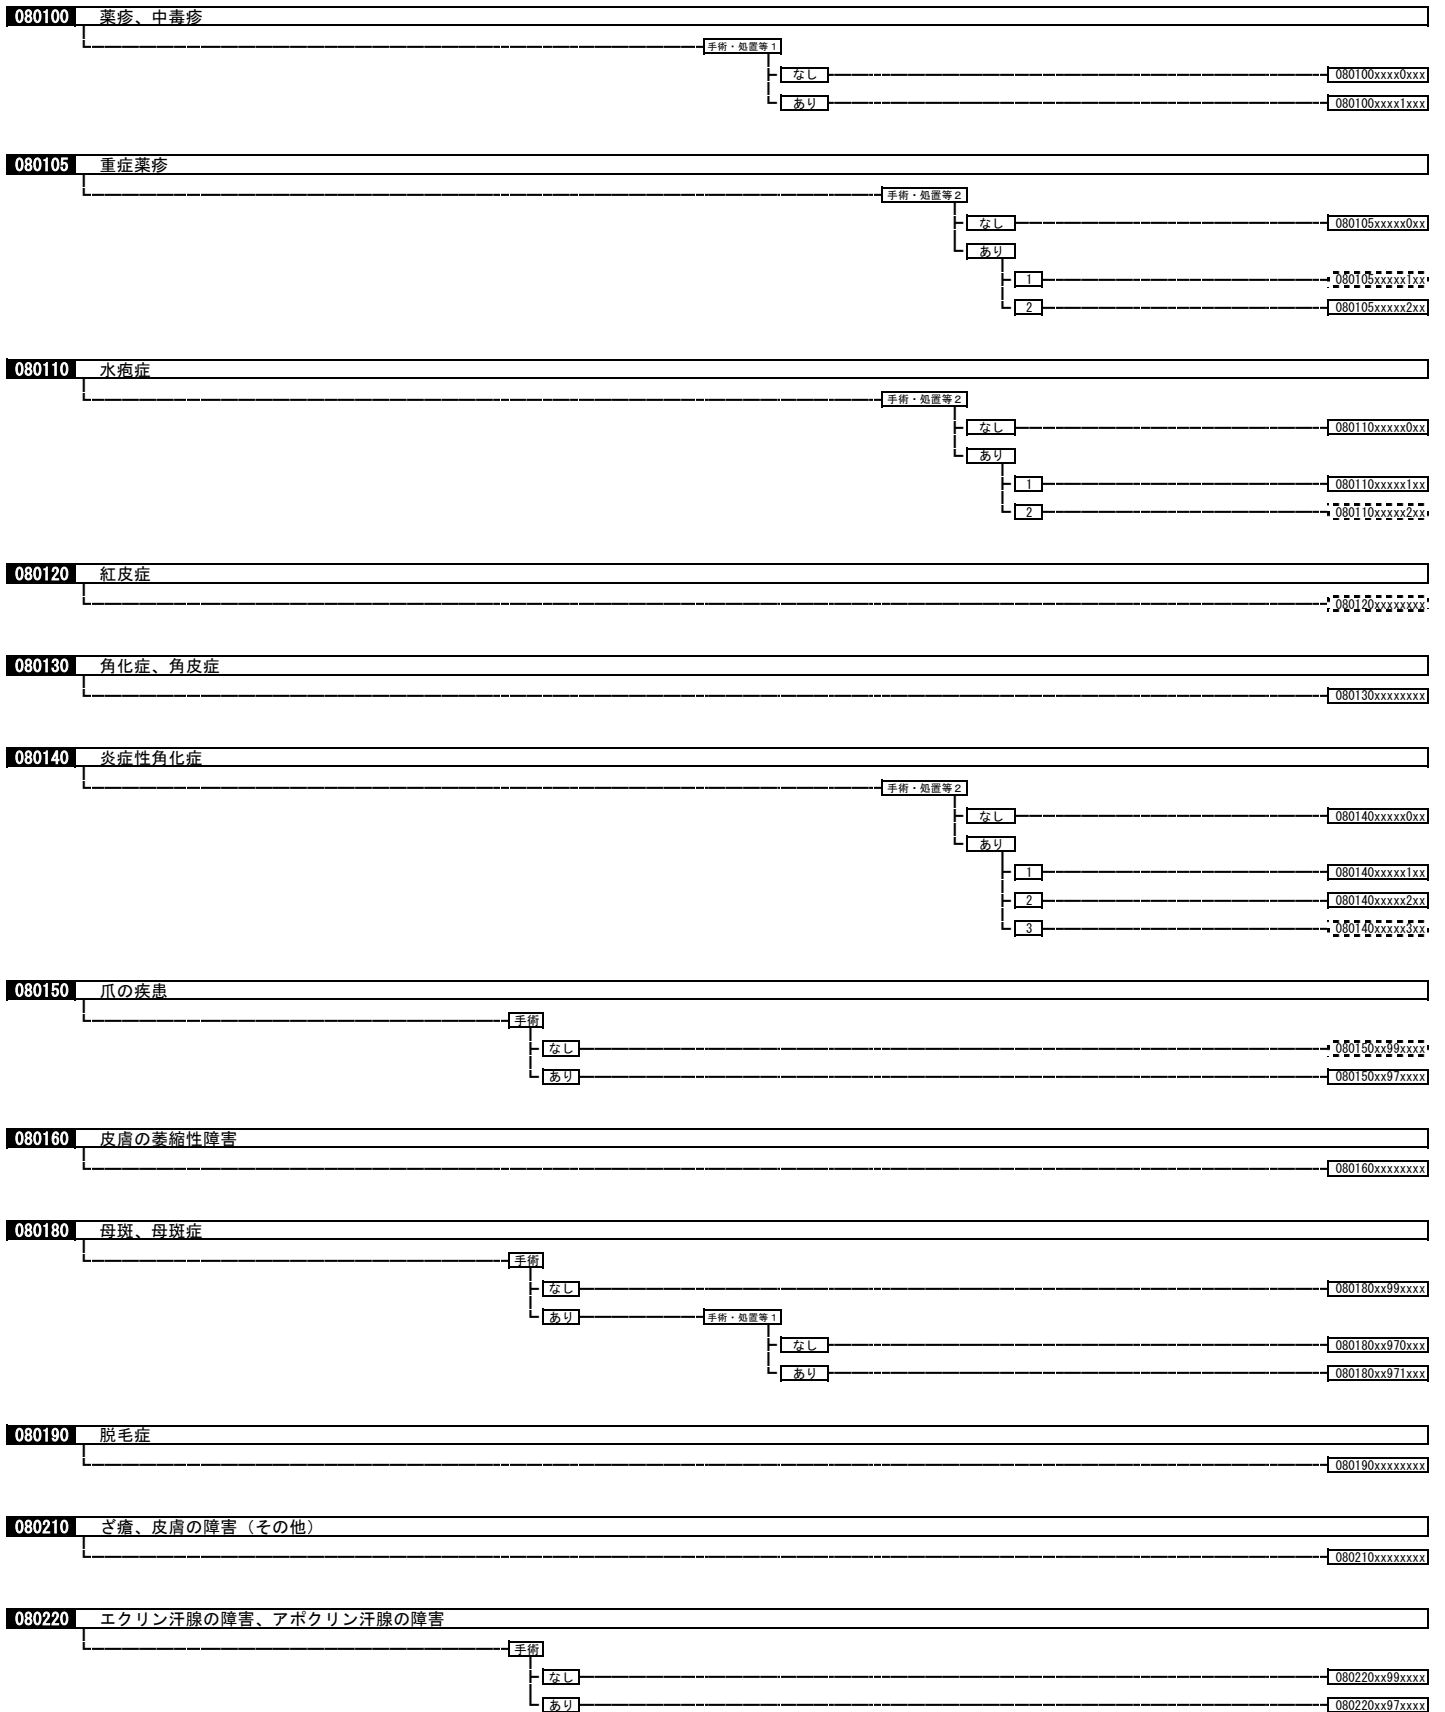 080100 薬疹、中毒疹
手術・処置等１
なし 080100xxxx0xxx
あり 080100xxxx1xxx
080105 重症薬疹
手術・処置等２
なし 080105xxxxx0xx
あり
1 080105xxxxx1xx
2 080105xxxxx2xx
080110 水疱症
手術・処置等２
なし 080110xxxxx0xx
あり
1 080110xxxxx1xx
2 080110xxxxx2xx
080120 紅皮症
080120xxxxxxxx
080130 角化症、角皮症
080130xxxxxxxx
080140 炎症性角化症
手術・処置等２
なし 080140xxxxx0xx
あり
1 080140xxxxx1xx
2 080140xxxxx2xx
3 080140xxxxx3xx
080150 爪の疾患
手術
なし 080150xx99xxxx
あり 080150xx97xxxx
080160 皮膚の萎縮性障害
080160xxxxxxxx
080180 母斑、母斑症
手術
なし 080180xx99xxxx
あり 手術・処置等１
なし 080180xx970xxx
あり 080180xx971xxx
080190 脱毛症
080190xxxxxxxx
080210 ざ瘡、皮膚の障害（その他）
080210xxxxxxxx
080220 エクリン汗腺の障害、アポクリン汗腺の障害
手術
なし 080220xx99xxxx
あり 080220xx97xxxx